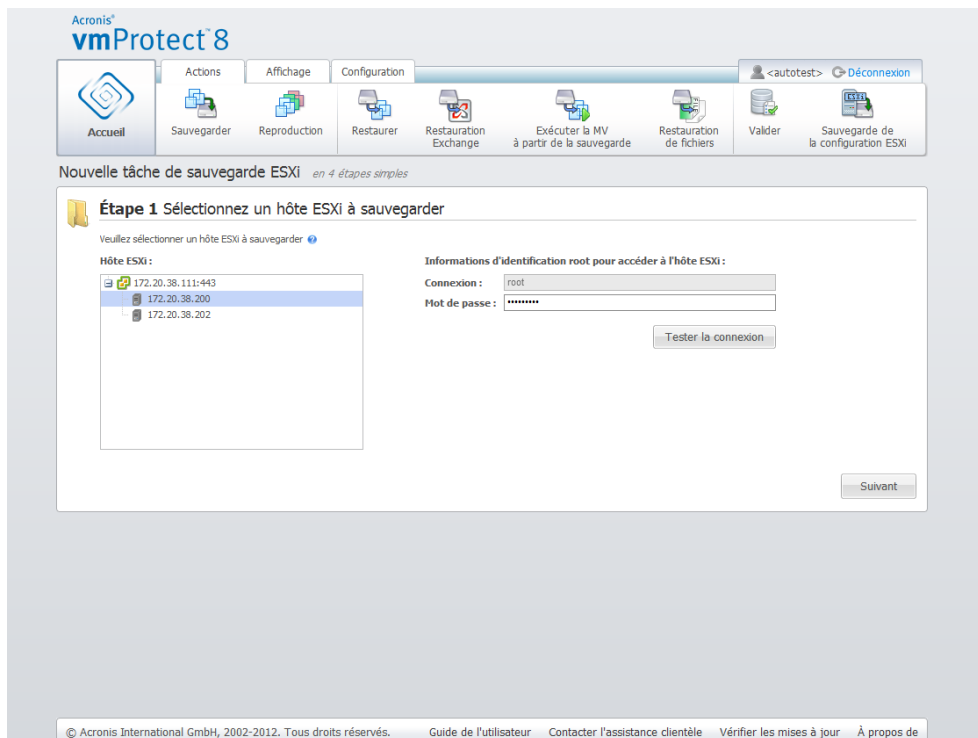 Acronis®
vmProtect™8
Actions Affichage Configuration <autotest> Déconnexion
Accueil
Sauvegarder
Reproduction
Restaurer
Restauration
Exchange
Exécuter la MV
à partir de la sauvegarde
Restauration
de fichiers
Valider
ESXi
Sauvegarde de
la configuration ESXi
Nouvelle tâche de sauvegarde ESXi en 4 étapes simples
Étape 1 Sélectionnez un hôte ESXi à sauvegarder
Veuillez sélectionner un hôte ESXi à sauvegarder ?
Hôte ESXi :
172.20.38.111:443
172.20.38.200
172.20.38.202
Informations d'identification root pour accéder à l'hôte ESXi :
Connexion : root
Mot de passe : •••••••••
Tester la connexion
Suivant
© Acronis International GmbH, 2002-2012. Tous droits réservés. Guide de l'utilisateur Contacter l'assistance clientèle Vérifier les mises à jour À propos de